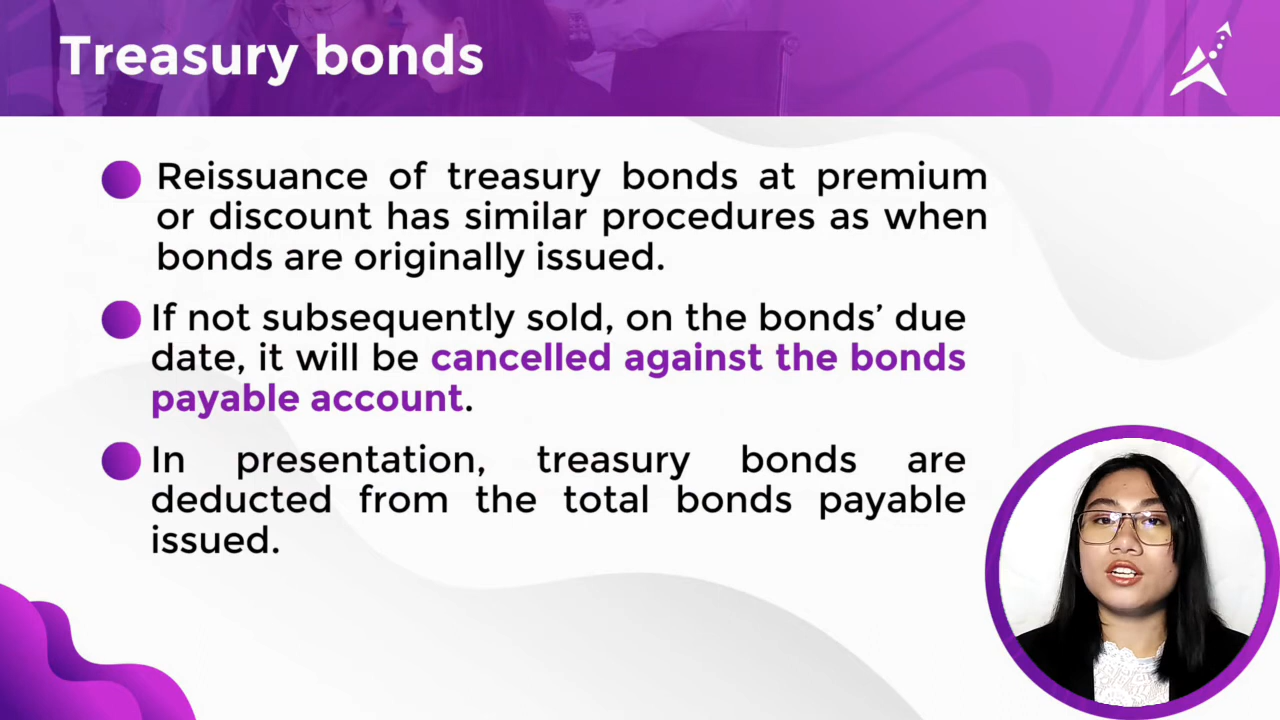 Treasury bonds
Reissuance of treasury bonds at premium
or discount has similar procedures as when
bonds are originally issued.
If not subsequently sold, on the bonds’ due
date, it will be cancelled against the bonds
payable account.
In presentation, treasury bonds are
deducted from the total bonds payable
issued.